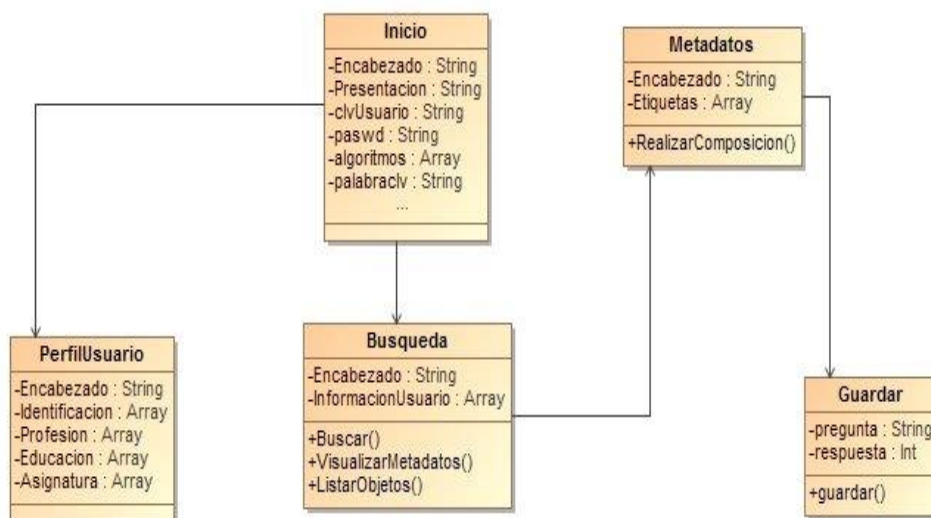 Inicio
-Encabezado : String
-Presentacion : String
-clvUsuario : String
-paswd : String
-algoritmos : Array
-palabraclv : String
...
Metadatos
-Encabezado : String
-Etiquetas : Array
+RealizarComposicion()
PerfilUsuario
-Encabezado : String
-Identificacion : Array
-Profesion : Array
-Educacion : Array
-Asignatura : Array
Busqueda
-Encabezado : String
-InformacionUsuario : Array
+Buscar()
+VisualizarMetadatos()
+ListarObjetos()
Guardar
-pregunta : String
-respuesta : Int
+guardar()